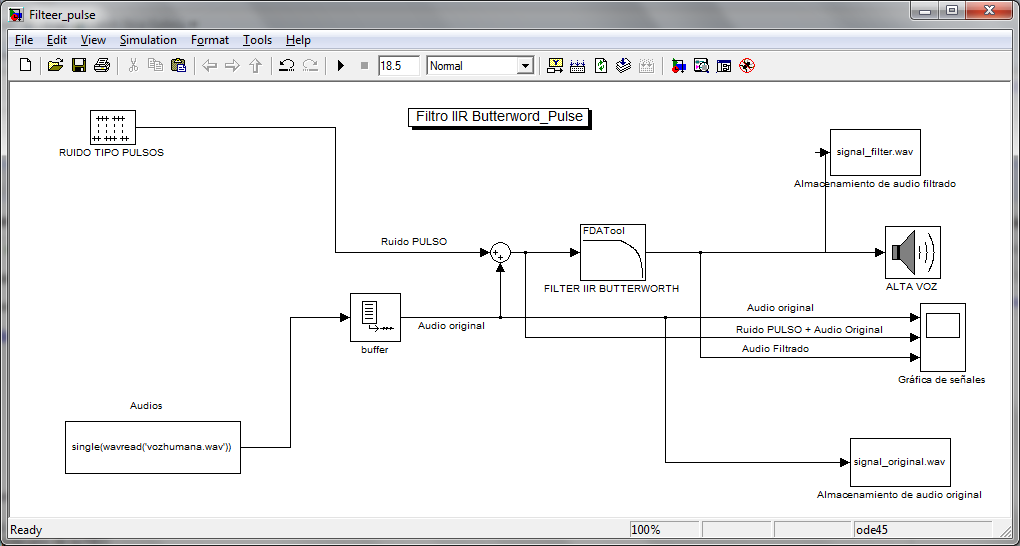 Filteer_pulse
File Edit View Simulation Format Tools Help
18.5 Normal
Filtro IIR Butterword_Pulse
RUIDO TIPO PULSOS
signal_filter.wav
Almacenamiento de audio filtrado
FDATool
Ruido PULSO
FILTER IIR BUTTERWORTH
ALTA VOZ
Audio original
Audio original
Ruido PULSO + Audio Original
buffer
Audio Filtrado
Gráfica de señales
Audios
single(wavread('vozhumana.wav'))
signal_original.wav
Almacenamiento de audio original
Ready 100% ode45